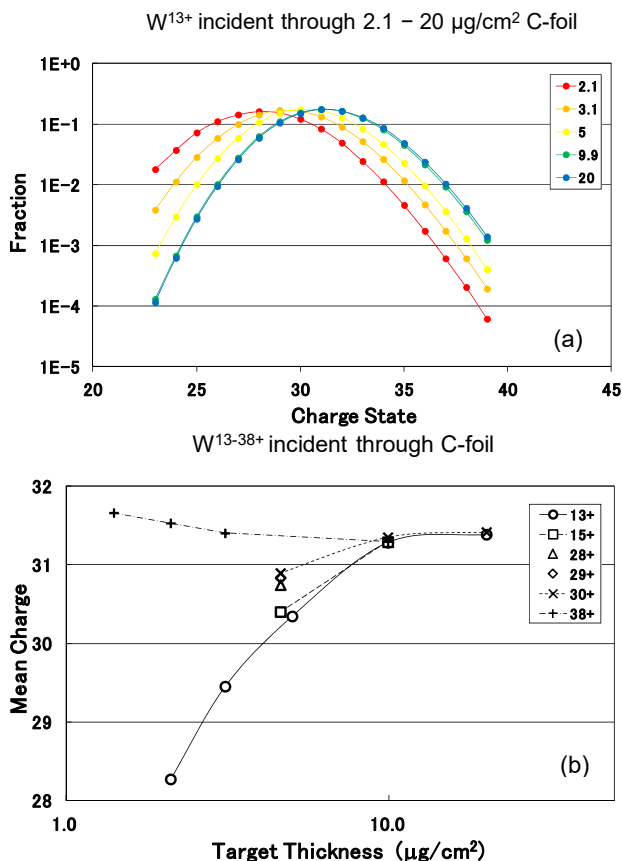 W13+ incident through 2.1 – 20 μg/cm2 C-foil
1E+0
1E-1
1E-2
1E-3
1E-4
1E-5
Fraction
2.1
3.1
5
9.9
20
(a)
20 25 30 35 40 45
Charge State
W13-38+ incident through C-foil
32
31
30
29
28
Mean Charge
13+
15+
28+
29+
30+
38+
(b)
1.0 10.0
Target Thickness (μg/cm2)